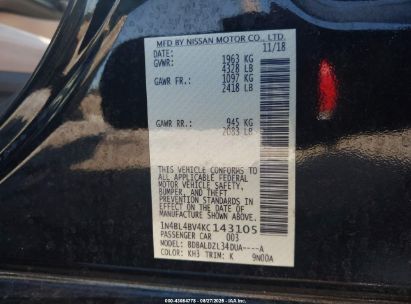 MFD BY NISSAN MOTOR CO., LTD.
DATE: 11/18
GVWR: 1963 KG
4328 LB
GAWR FR: 1097 KG
2418 LB
GAWR RR: 945 KG
2083 LB
THIS VEHICLE CONFORMS TO
ALL APPLICABLE FEDERAL
MOTOR VEHICLE SAFETY,
BUMPER, AND THEFT
PREVENTION STANDARDS
IN EFFECT ON THE DATE OF
MANUFACTURE SHOWN ABOVE.
1N4BL4BV4KC143105
PASSENGER CAR 003
MODEL: BDBALDZL34DUA----A
COLOR: KH3 TRIM: K 9N00A